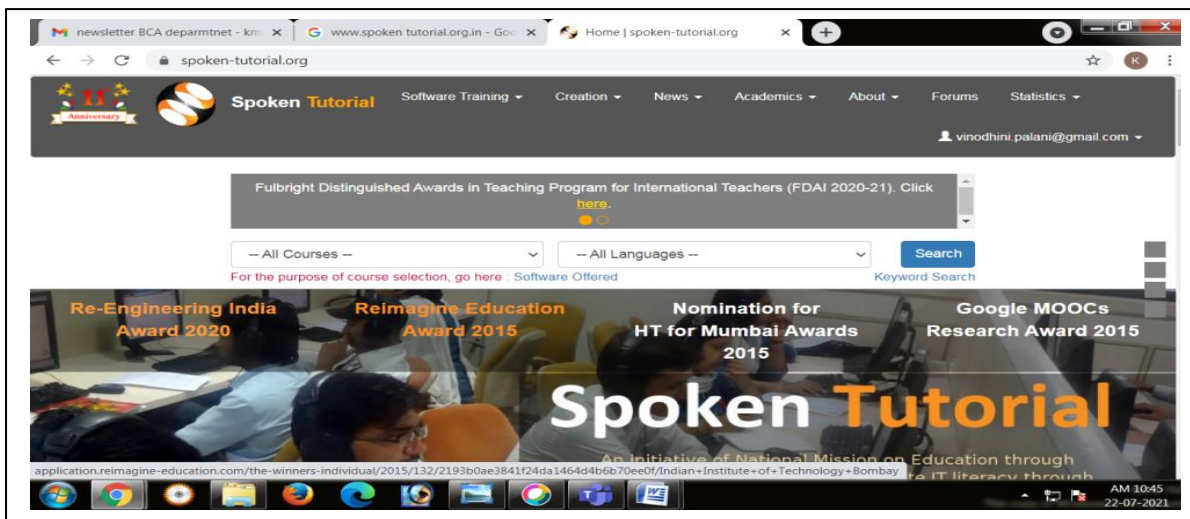 newsletter BCA deparmtnet - km
www.spoken tutorial.org.in - Goo
Home | spoken-tutorial.org
spoken-tutorial.org
K
11
Anniversary
Spoken Tutorial
Software Training
Creation
News
Academics
About
Forums
Statistics
vinodhini.palani@gmail.com
Fulbright Distinguished Awards in Teaching Program for International Teachers (FDAI 2020-21). Click
here.
-- All Courses --
-- All Languages --
Search
For the purpose of course selection, go here : Software Offered
Keyword Search
Re-Engineering India
Award 2020
Reimagine Education
Award 2015
Nomination for
HT for Mumbai Awards
2015
Google MOOCs
Research Award 2015
Spoken Tutorial
An initiative of National Mission on Education through
te IT literacy through
application.reimagine-education.com/the-winners-individual/2015/132/2193b0ae3841f24da1464d4b6b70ee0f/Indian+Institute+of+Technology+Bombay
AM 10:45
22-07-2021